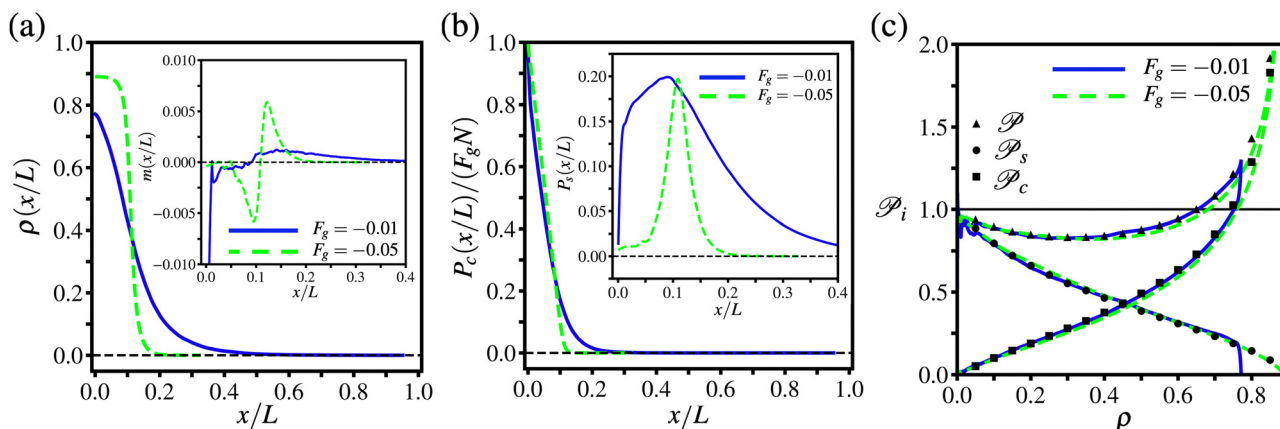 (a)
1.0
0.8
0.6
0.4
0.2
0.0
ρ(x/L)
0.0 0.2 0.4 0.6 0.8 1.0
x/L
0.010
0.005
0.000
−0.005
−0.010
m(x/L)
F_g = −0.01
F_g = −0.05
0.0 0.1 0.2 0.3 0.4
x/L
(b)
1.0
0.8
0.6
0.4
0.2
0.0
P_c(x/L)/(F_gN)
0.0 0.2 0.4 0.6 0.8 1.0
x/L
0.20
0.15
0.10
0.05
0.00
P_s(x/L)
F_g = −0.01
F_g = −0.05
0.0 0.1 0.2 0.3 0.4
x/L
(c)
2.0
1.5
1.0
0.5
0.0
𝒫_i
F_g = −0.01
F_g = −0.05
𝒫
𝒫_s
𝒫_c
0.0 0.2 0.4 0.6 0.8
ρ